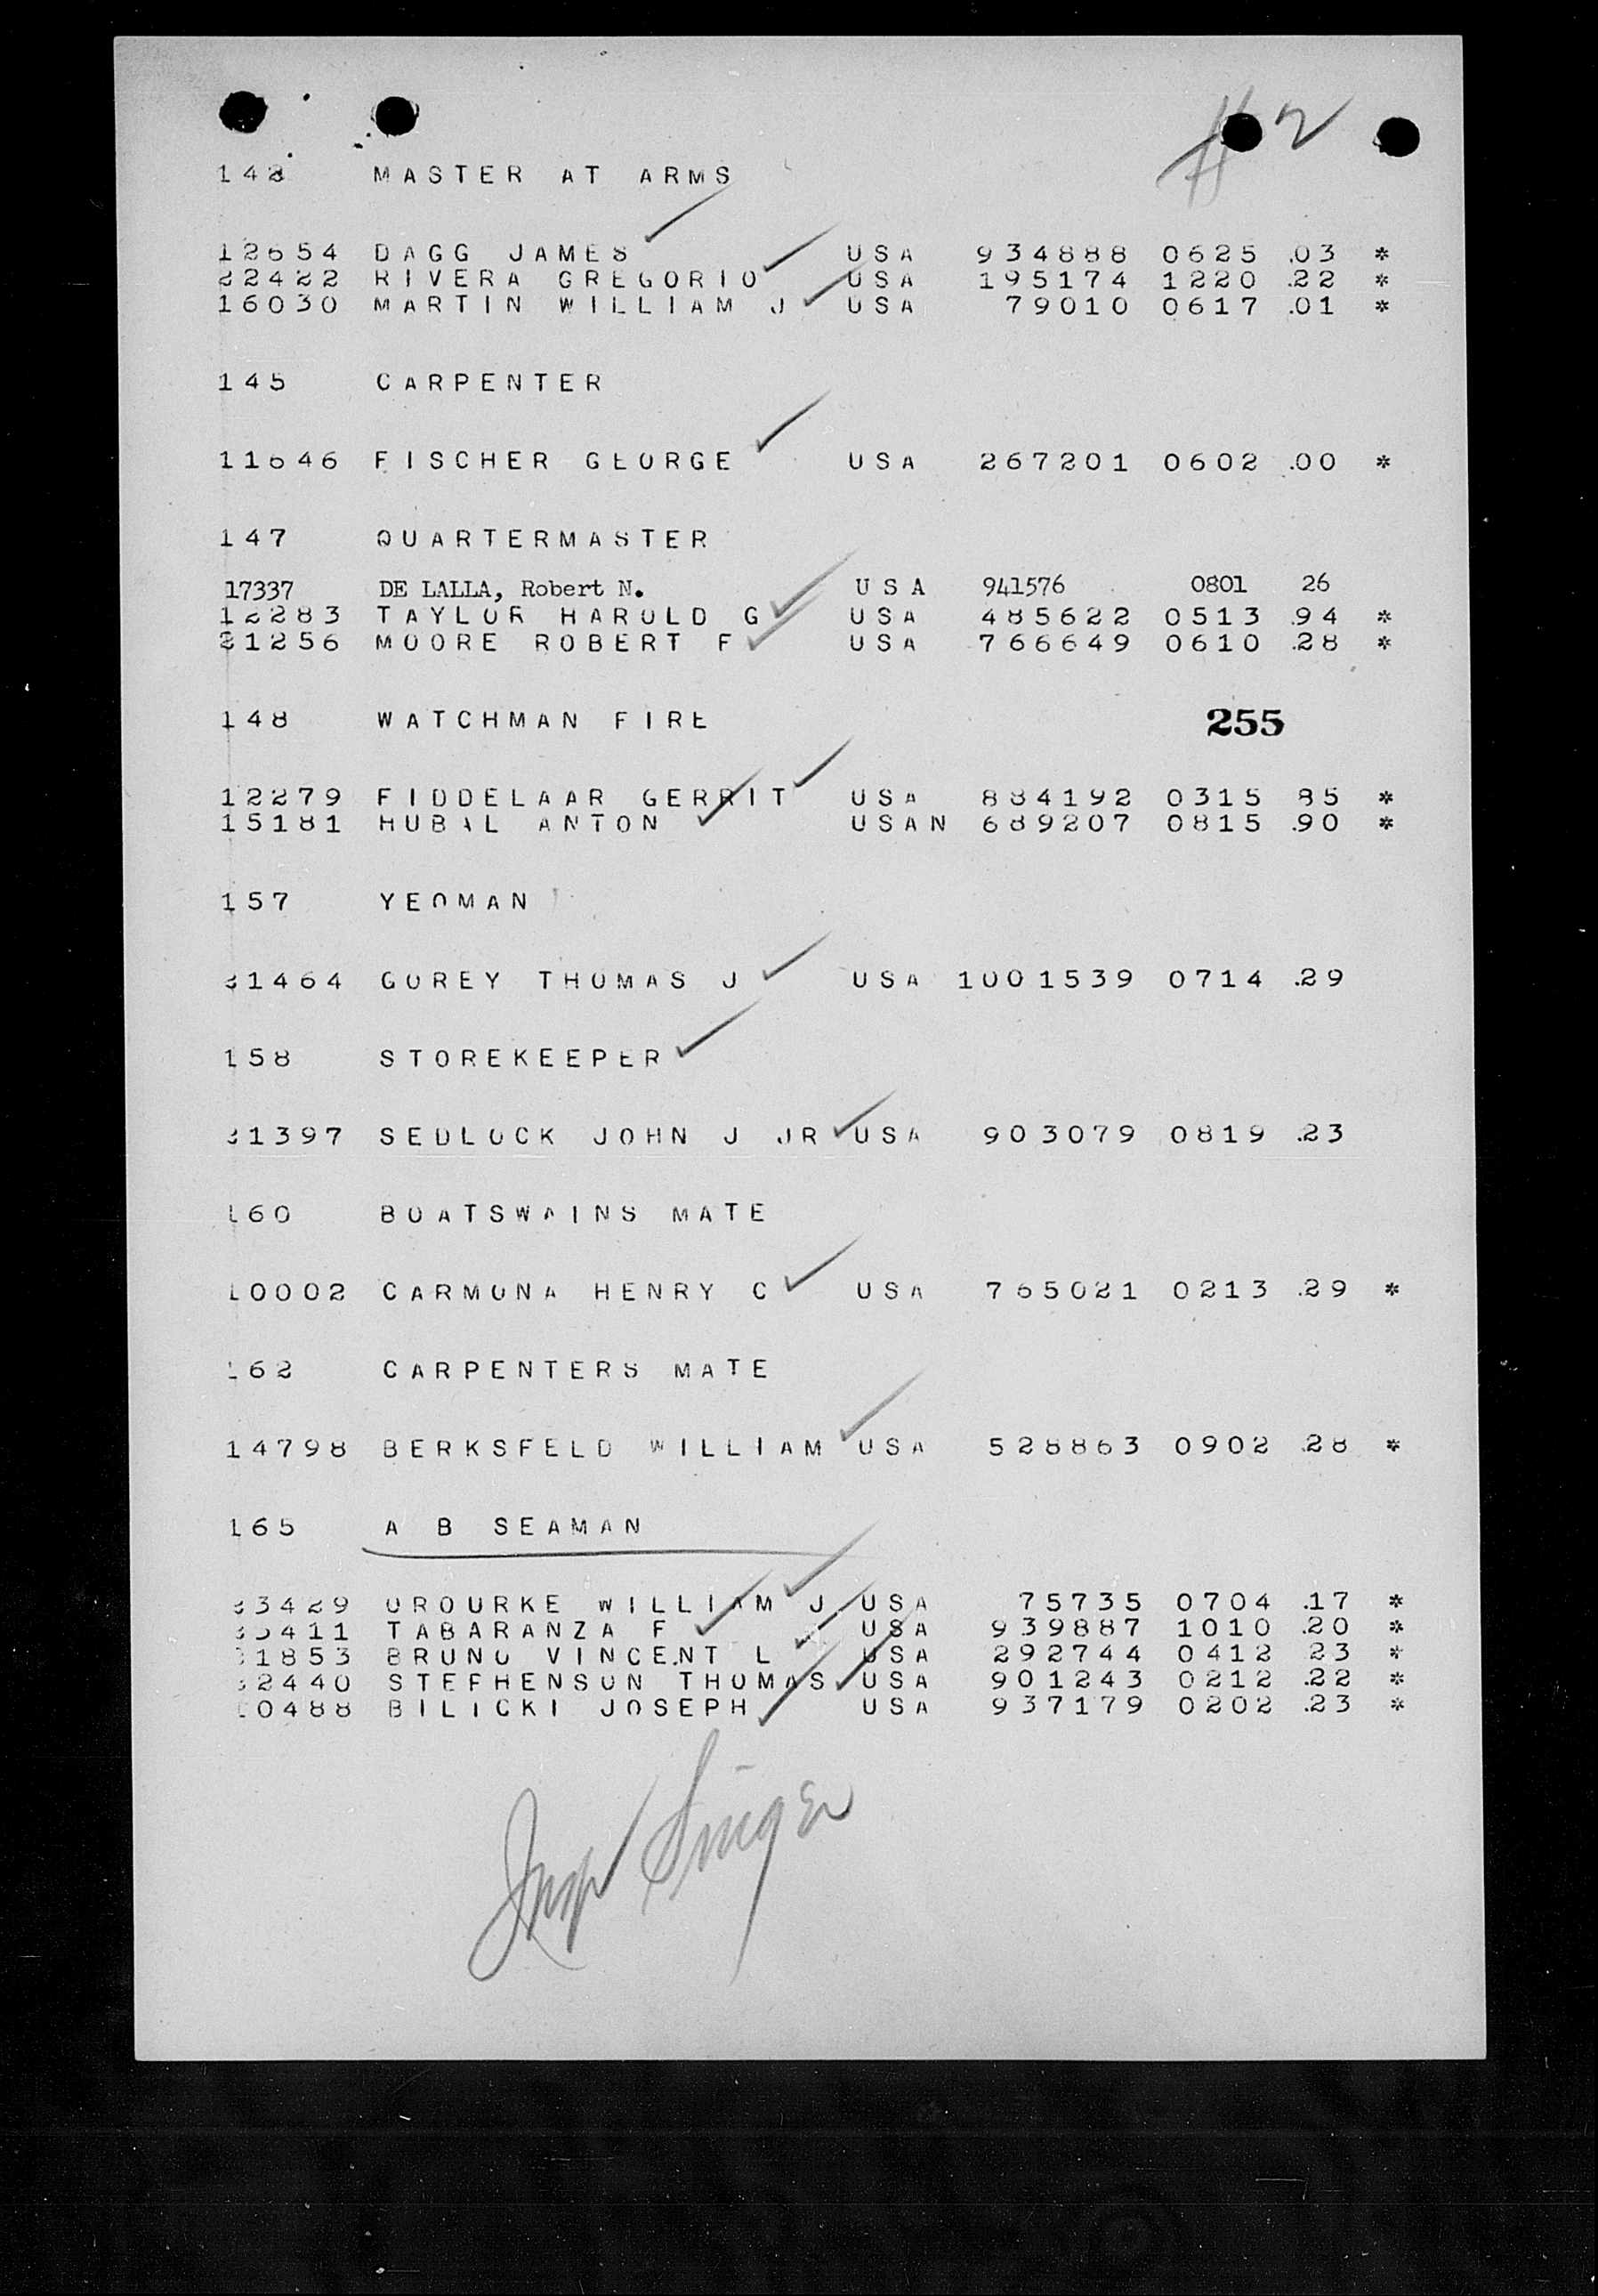 #2
142 MASTER AT ARMS
12654 DAGG JAMES USA 934888 0625 .03 *
22422 RIVERA GREGORIO USA 195174 1220 .22 *
16030 MARTIN WILLIAM J USA 79010 0617 .01 *
145 CARPENTER
11646 FISCHER GEORGE USA 267201 0602 .00 *
147 QUARTERMASTER
17337 DE LALLA, Robert N. USA 941576 0801 26
12283 TAYLOR HAROLD G USA 485622 0513 .94 *
31256 MOORE ROBERT F USA 766649 0610 .28 *
148 WATCHMAN FIRE
255
12279 FIDDELAAR GERRIT USA 884192 0315 85 *
15181 HUBAL ANTON USAN 689207 0815 .90 *
157 YEOMAN
31464 GOREY THOMAS J USA 1001539 0714 .29
158 STOREKEEPER
31397 SEDLOCK JOHN J JR USA 903079 0819 .23
160 BOATSWAINS MATE
10002 CARMONA HENRY C USA 765021 0213 .29 *
162 CARPENTERS MATE
14798 BERKSFELD WILLIAM USA 528863 0902 .28 *
165 A B SEAMAN
33429 OROURKE WILLIAM J USA 75735 0704 .17 *
TABARANZA F USA 939887 1010 .20 *
31853 BRUNO VINCENT L USA 292744 0412 23 *
32440 STEPHENSON THOMAS USA 901243 0212 .22 *
10488 BILICKI JOSEPH USA 937179 0202 .23 *
Singer